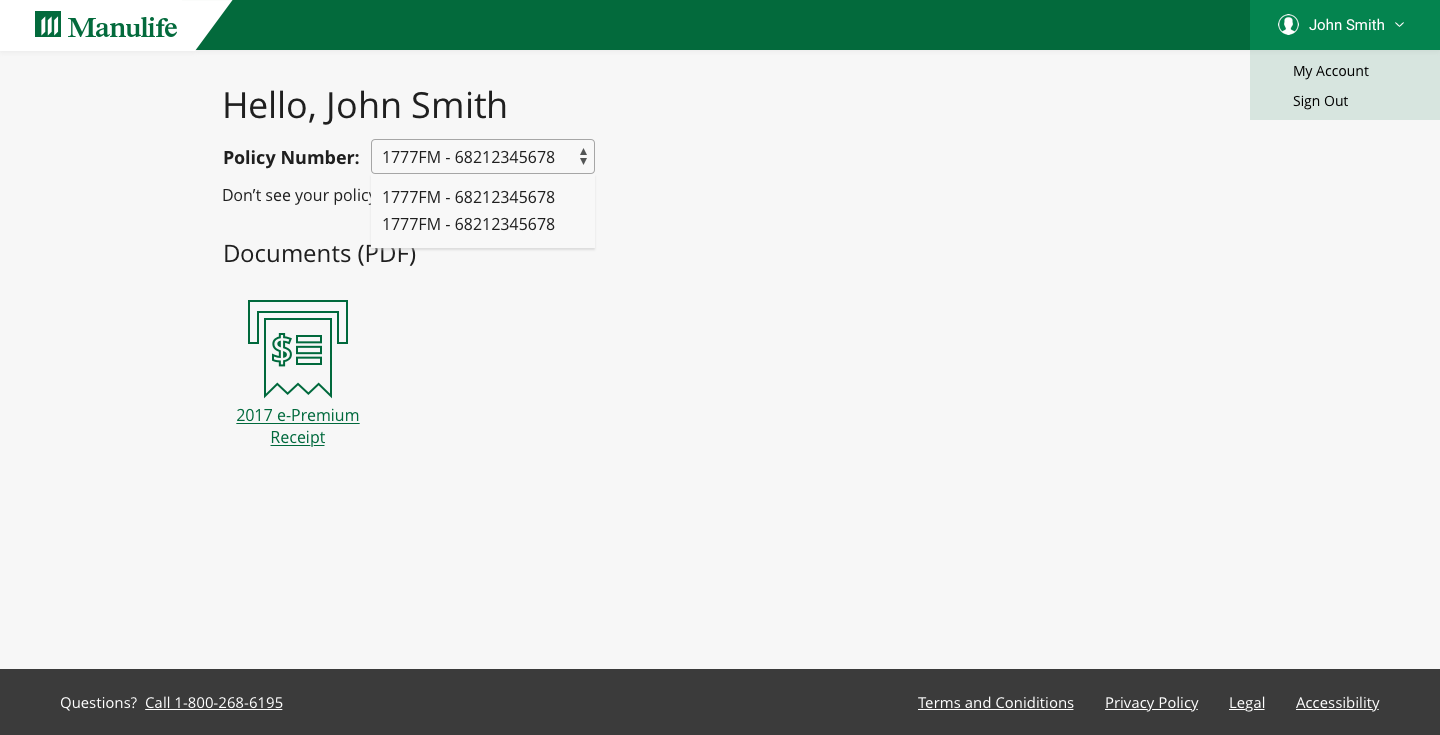 Manulife
John Smith
My Account
Sign Out
Hello, John Smith
Policy Number: 1777FM - 68212345678
Don't see your policy
1777FM - 68212345678
1777FM - 68212345678
Documents (PDF)
2017 e-Premium
Receipt
Questions? Call 1-800-268-6195
Terms and Coniditions Privacy Policy Legal Accessibility